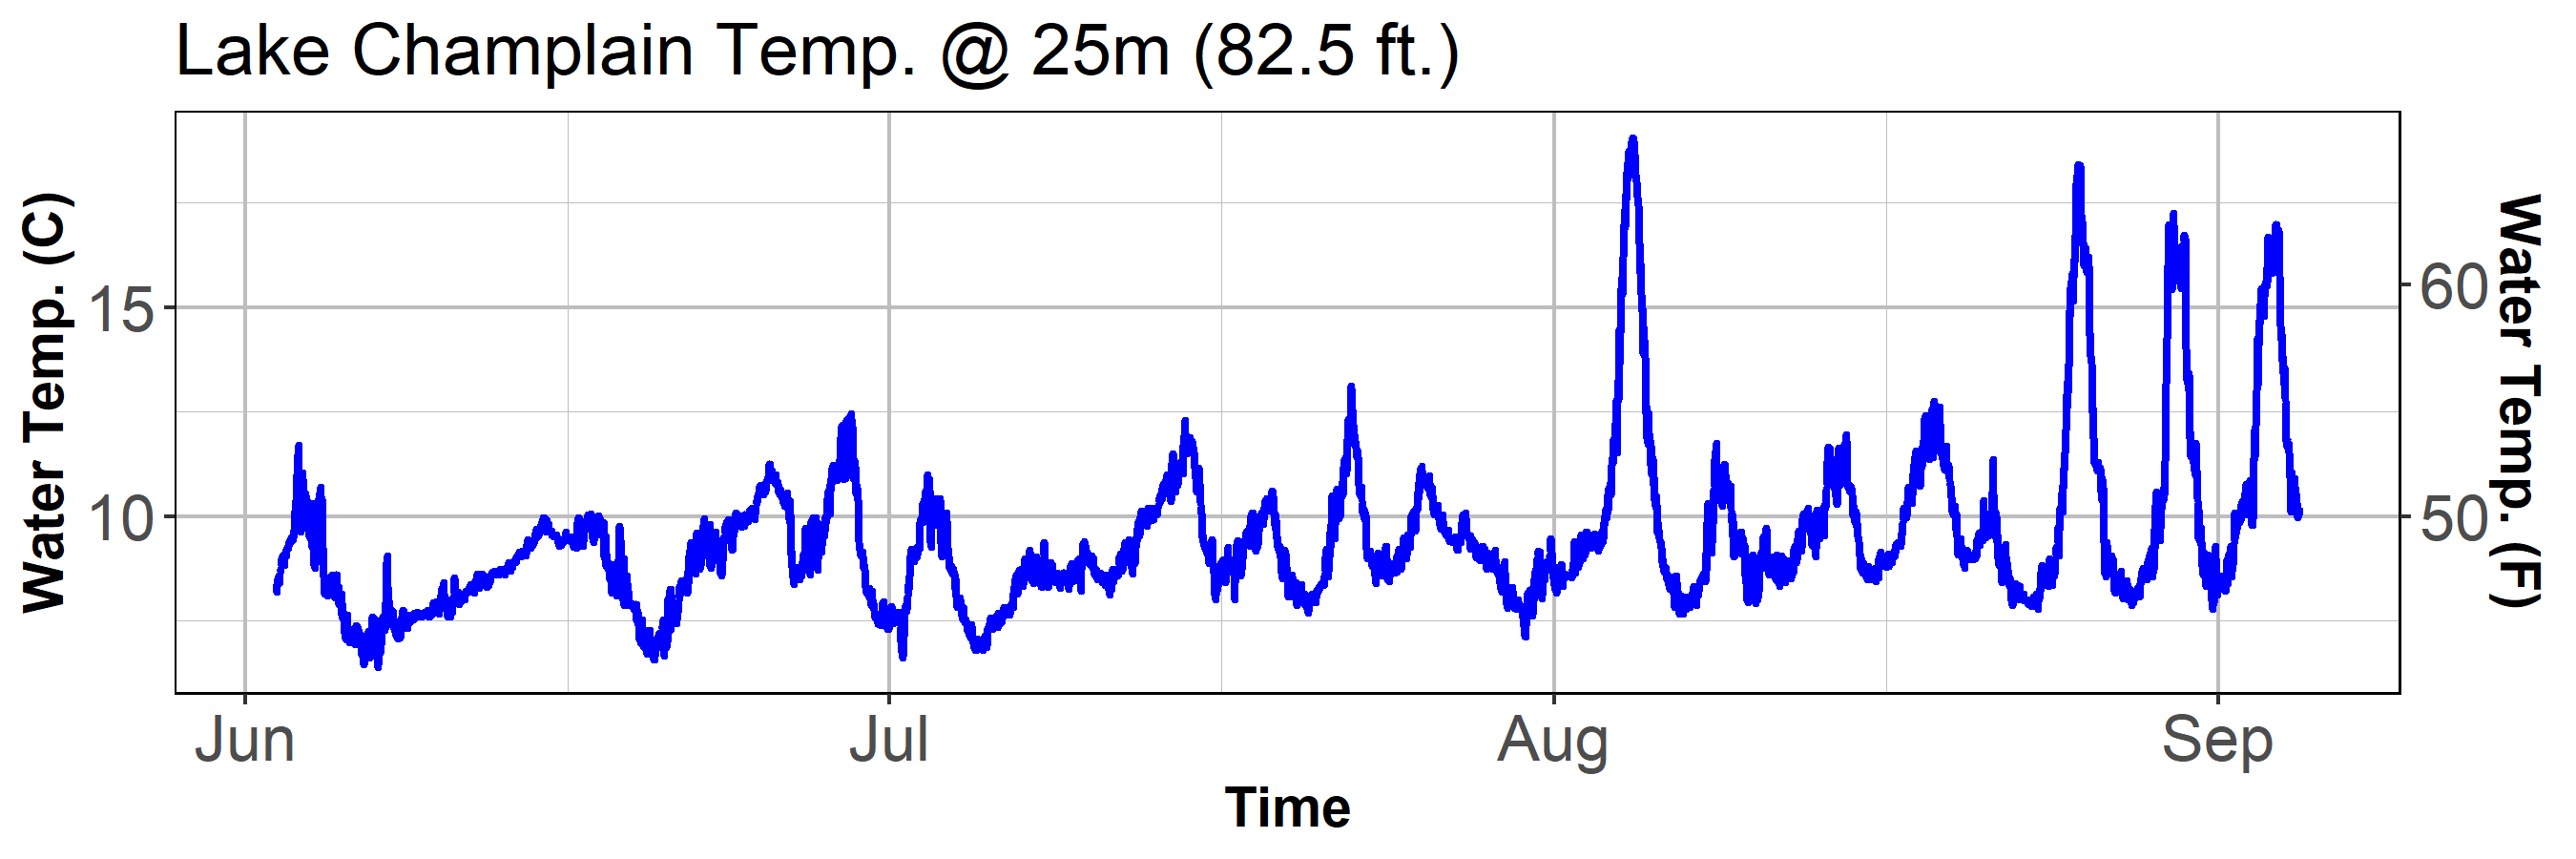 Lake Champlain Temp. @ 25m (82.5 ft.)
Water Temp. (C)
15
10
60
50
Water Temp. (F)
Jun
Jul
Aug
Sep
Time